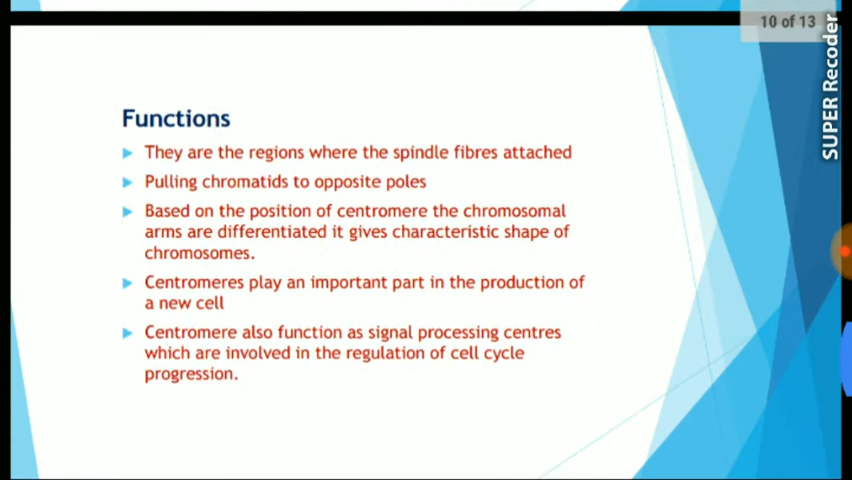 10 of 13
SUPER Recoder
Functions
They are the regions where the spindle fibres attached
Pulling chromatids to opposite poles
Based on the position of centromere the chromosomal
arms are differentiated it gives characteristic shape of
chromosomes.
Centromeres play an important part in the production of
a new cell
Centromere also function as signal processing centres
which are involved in the regulation of cell cycle
progression.